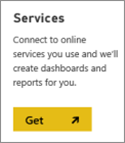 Services
Connect to online
services you use and we'll
create dashboards and
reports for you.
Get